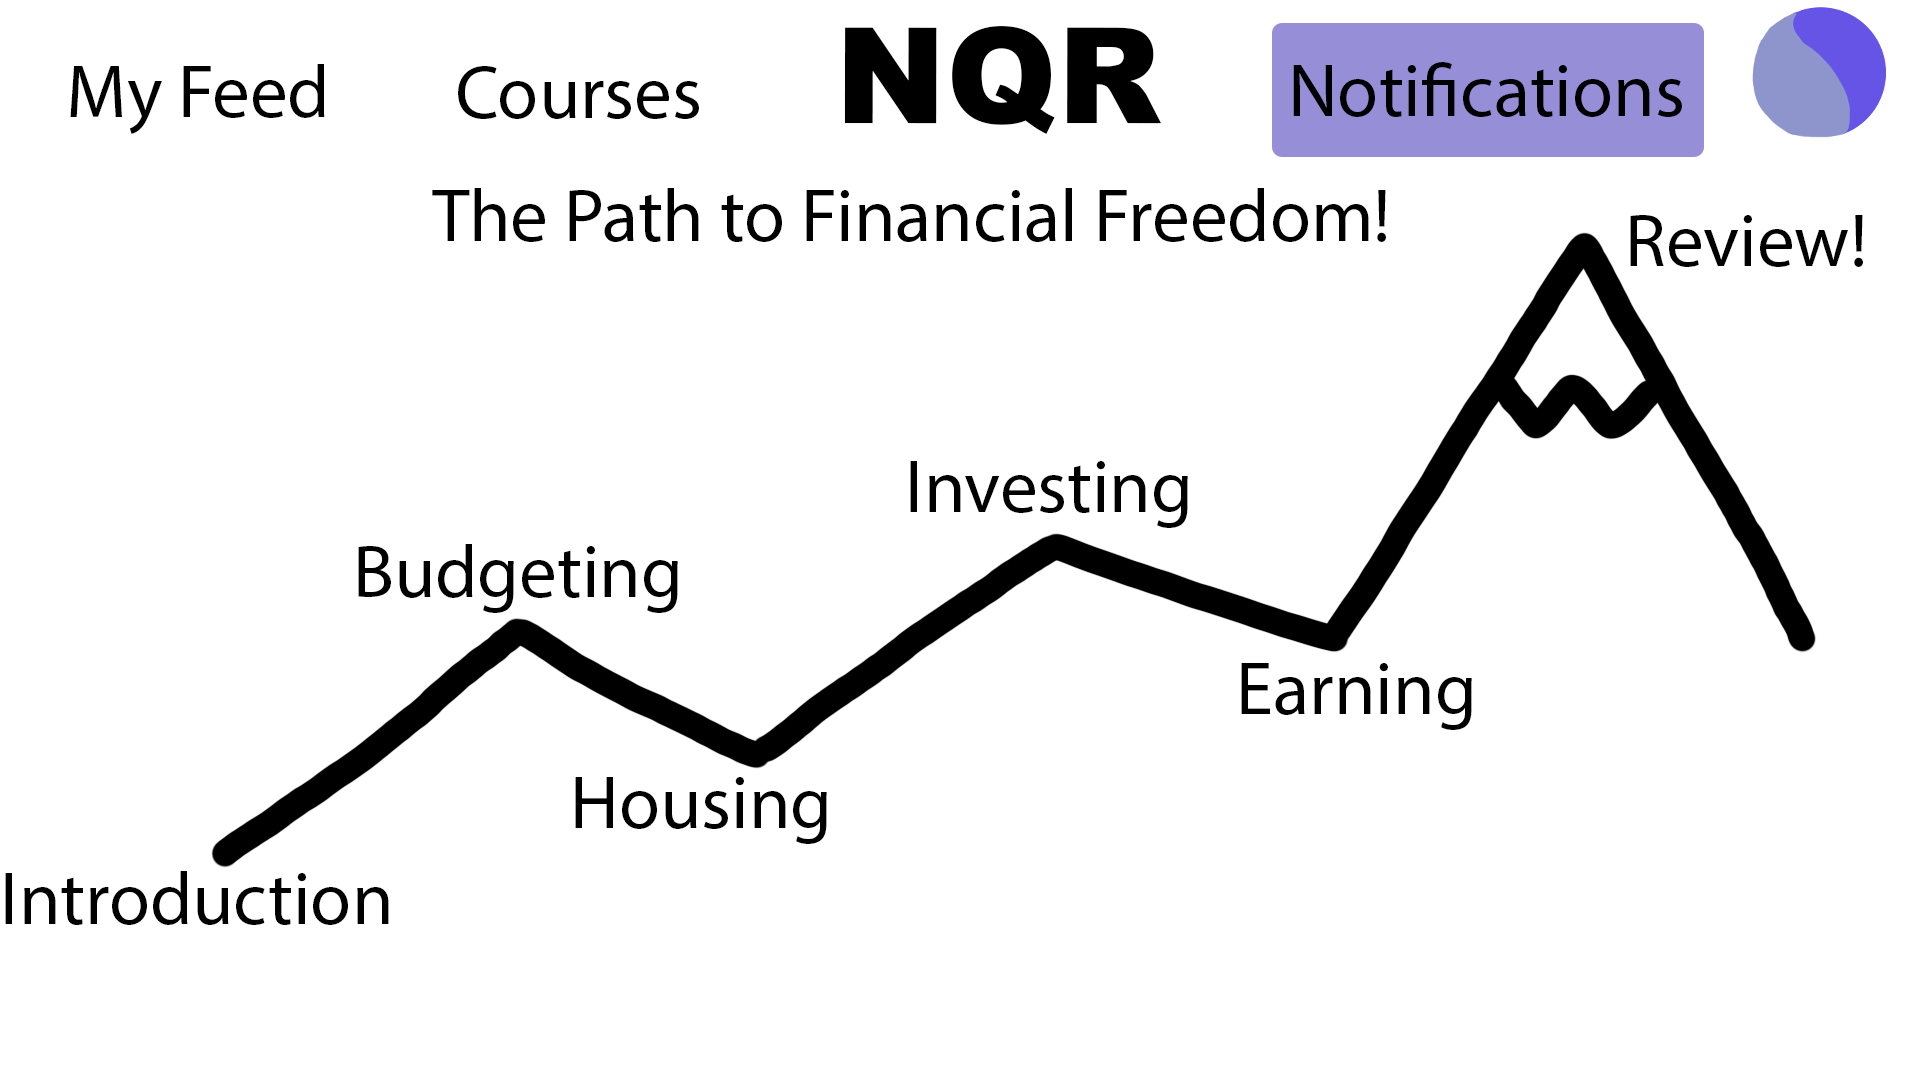 My Feed
Courses
NQR
Notifications
The Path to Financial Freedom!
Review!
Investing
Budgeting
Earning
Housing
Introduction